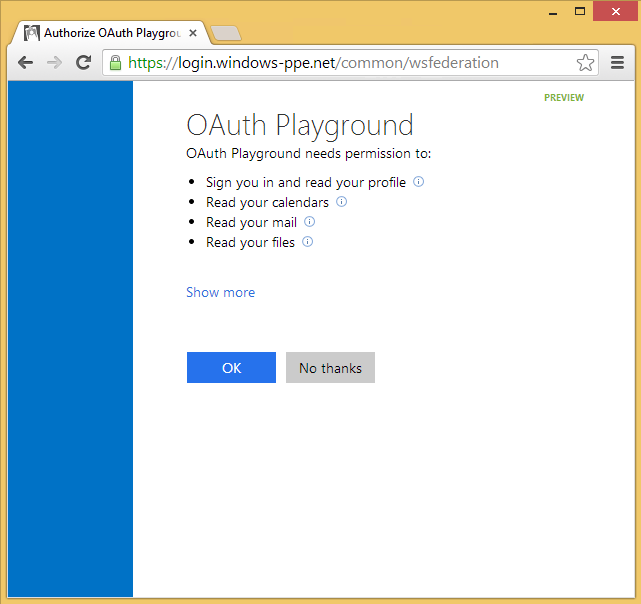 Authorize OAuth Playgrou
https://login.windows-ppe.net/common/wsfederation
PREVIEW
OAuth Playground
OAuth Playground needs permission to:
• Sign you in and read your profile
• Read your calendars
• Read your mail
• Read your files
Show more
OK
No thanks